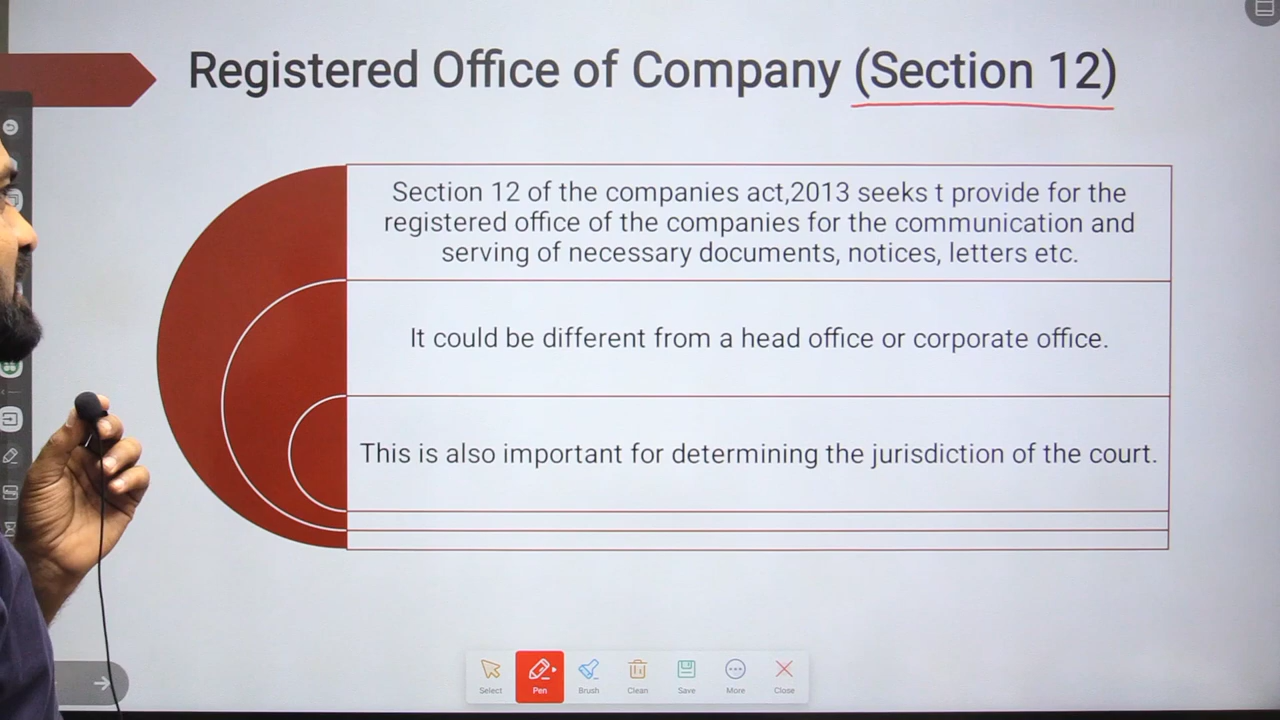 Registered Office of Company (Section 12)
Section 12 of the companies act,2013 seeks t provide for the
registered office of the companies for the communication and
serving of necessary documents, notices, letters etc.
It could be different from a head office or corporate office.
This is also important for determining the jurisdiction of the court.
Select Pen Brush Clean Save More Close